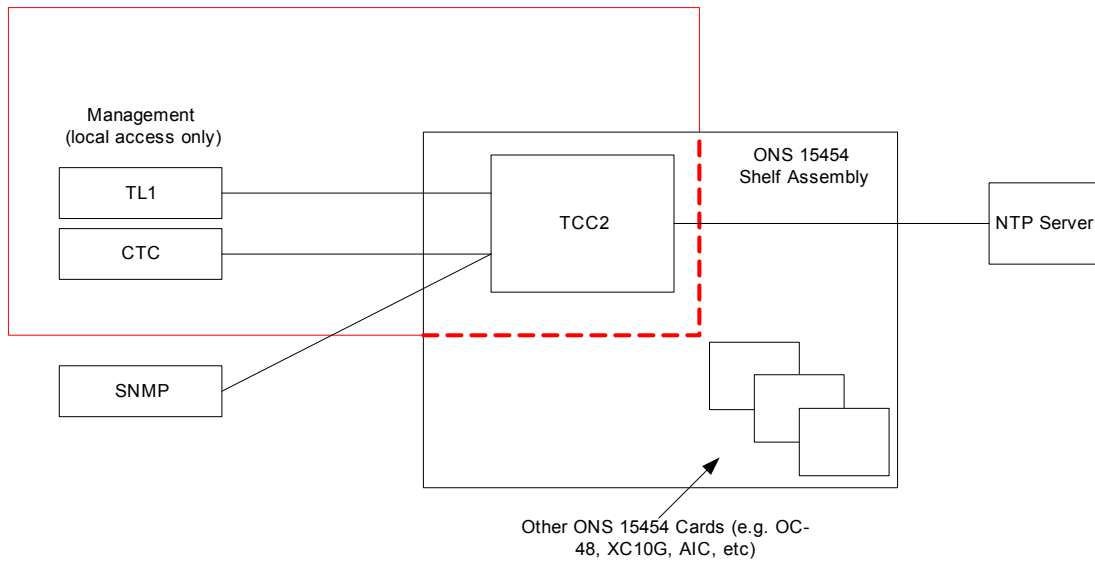 Management
(local access only)
TL1
CTC
SNMP
TCC2
ONS 15454
Shelf Assembly
NTP Server
Other ONS 15454 Cards (e.g. OC-
48, XC10G, AIC, etc)